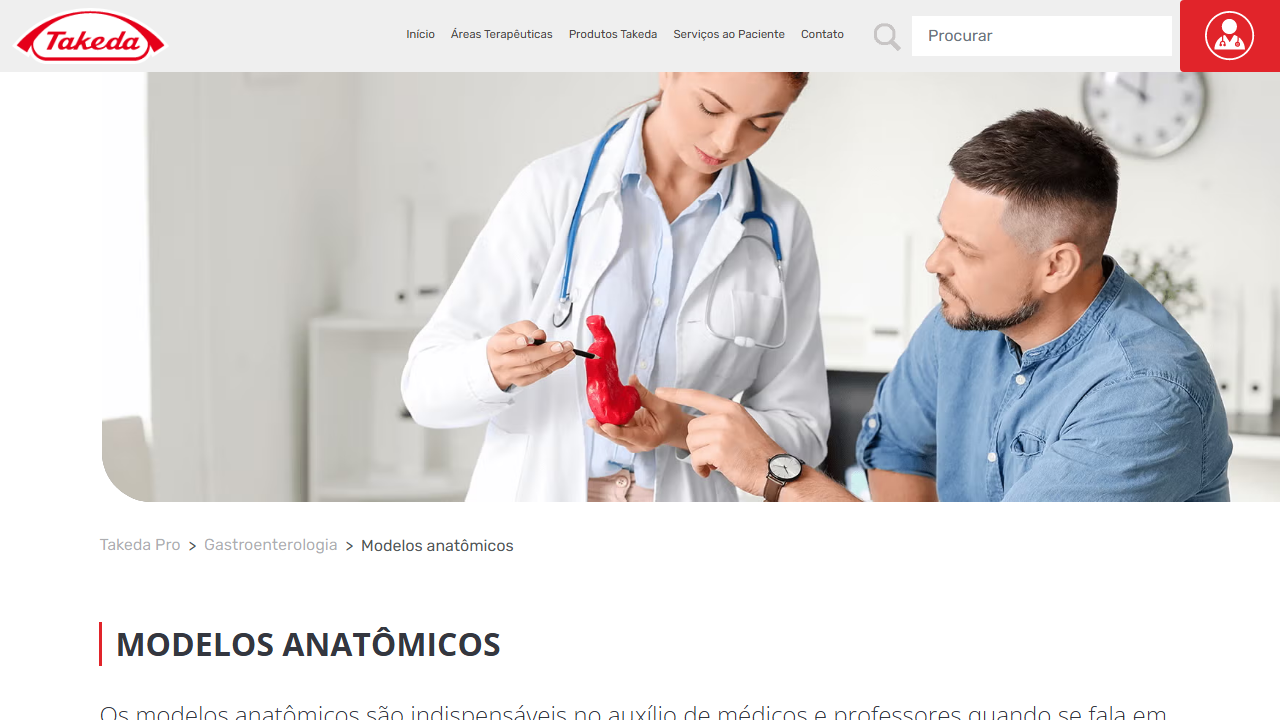 Takeda
Início Áreas Terapêuticas Produtos Takeda Serviços ao Paciente Contato
Procurar
Takeda Pro > Gastroenterologia > Modelos anatômicos
MODELOS ANATÔMICOS
Os modelos anatômicos são indispensáveis no auxílio de médicos e professores quando se fala em